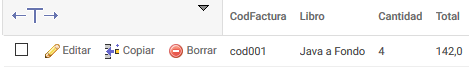 CodFactura Libro Cantidad Total
Editar Copiar Borrar cod001 Java a Fondo 4 142,0